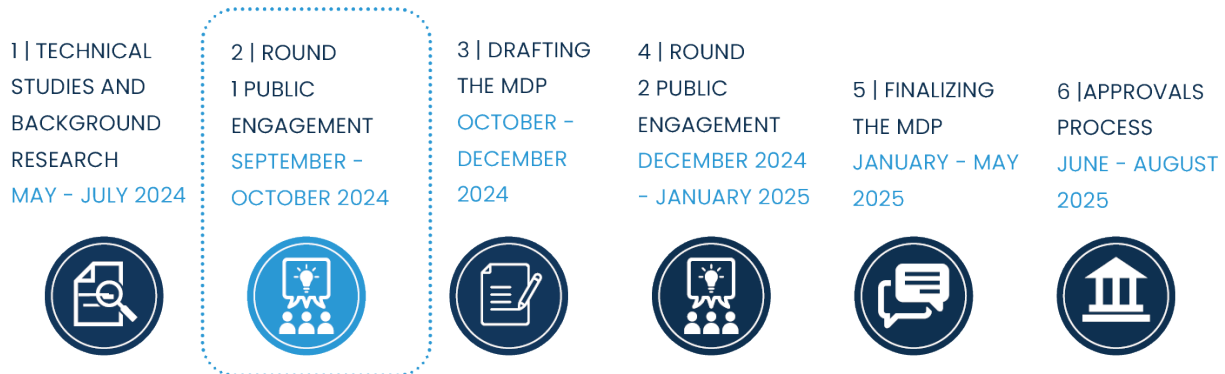 1 | TECHNICAL
STUDIES AND
BACKGROUND
RESEARCH
MAY - JULY 2024
2 | ROUND
1 PUBLIC
ENGAGEMENT
SEPTEMBER -
OCTOBER 2024
3 | DRAFTING
THE MDP
OCTOBER -
DECEMBER
2024
4 | ROUND
2 PUBLIC
ENGAGEMENT
DECEMBER 2024
- JANUARY 2025
5 | FINALIZING
THE MDP
JANUARY - MAY
2025
6 |APPROVALS
PROCESS
JUNE - AUGUST
2025